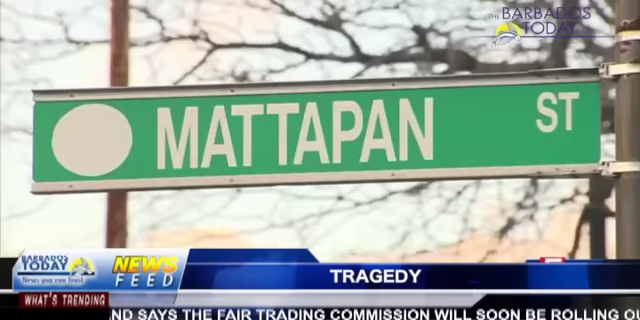 THE BARBADOS
TODAY
MATTAPAN ST
BARBADOS
TODAY
News you can trust
NEWS
FEED
TRAGEDY
WHAT'S TRENDING
ND SAYS THE FAIR TRADING COMMISSION WILL SOON BE ROLLING OU